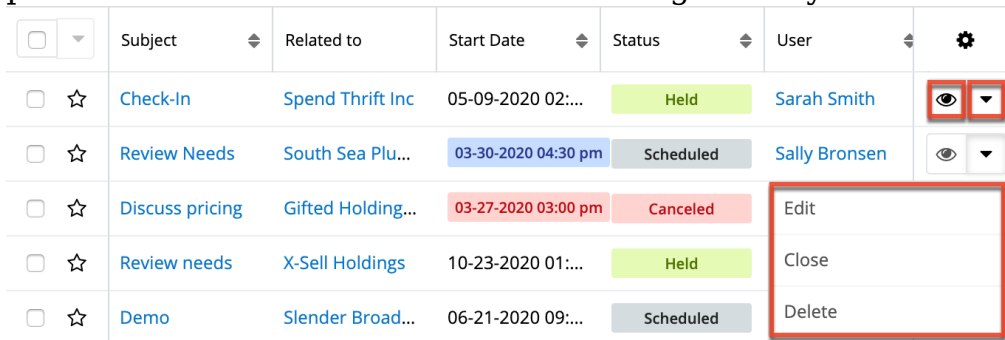 Subject Related to Start Date Status User
Check-In Spend Thrift Inc 05-09-2020 02:... Held Sarah Smith
Review Needs South Sea Plu... 03-30-2020 04:30 pm Scheduled Sally Bronsen
Discuss pricing Gifted Holding... 03-27-2020 03:00 pm Canceled Edit
Review needs X-Sell Holdings 10-23-2020 01:... Held Close
Demo Slender Broad... 06-21-2020 09:... Scheduled Delete